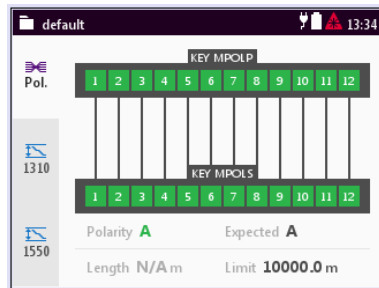 default 13:34
KEY MPOLP
Pol.
1 2 3 4 5 6 7 8 9 10 11 12
1310
KEY MPOLS
1 2 3 4 5 6 7 8 9 10 11 12
Polarity A Expected A
1550
Length N/A m Limit 10000.0 m